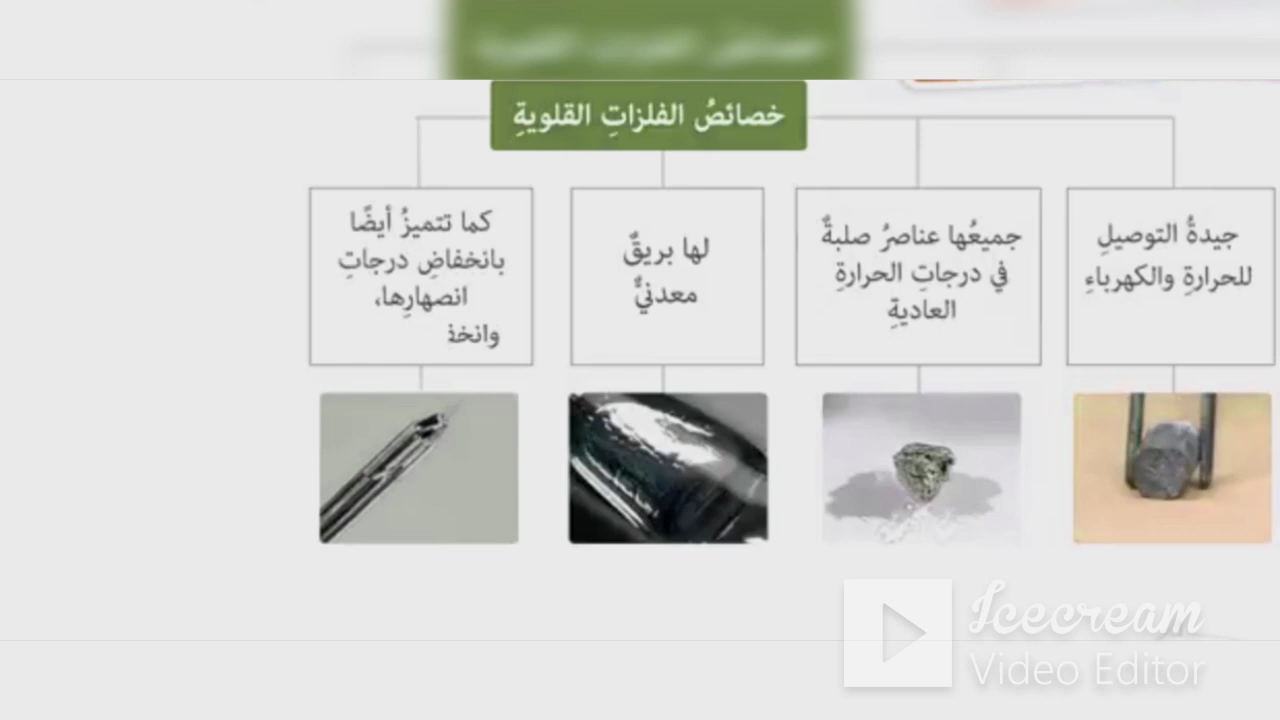 خصائصُ الفلزاتِ القلويةِ
جيدةُ التوصيلِ
للحرارةِ والكهرباءِ
جميعُها عناصرُ صلبةٌ
في درجاتِ الحرارةِ
العاديةِ
لها بريقٌ
معدنيٌّ
كما تتميزُ أيضًا
بانخفاضِ درجاتِ
انصهارِها،
وانخف
Icecream
Video Editor